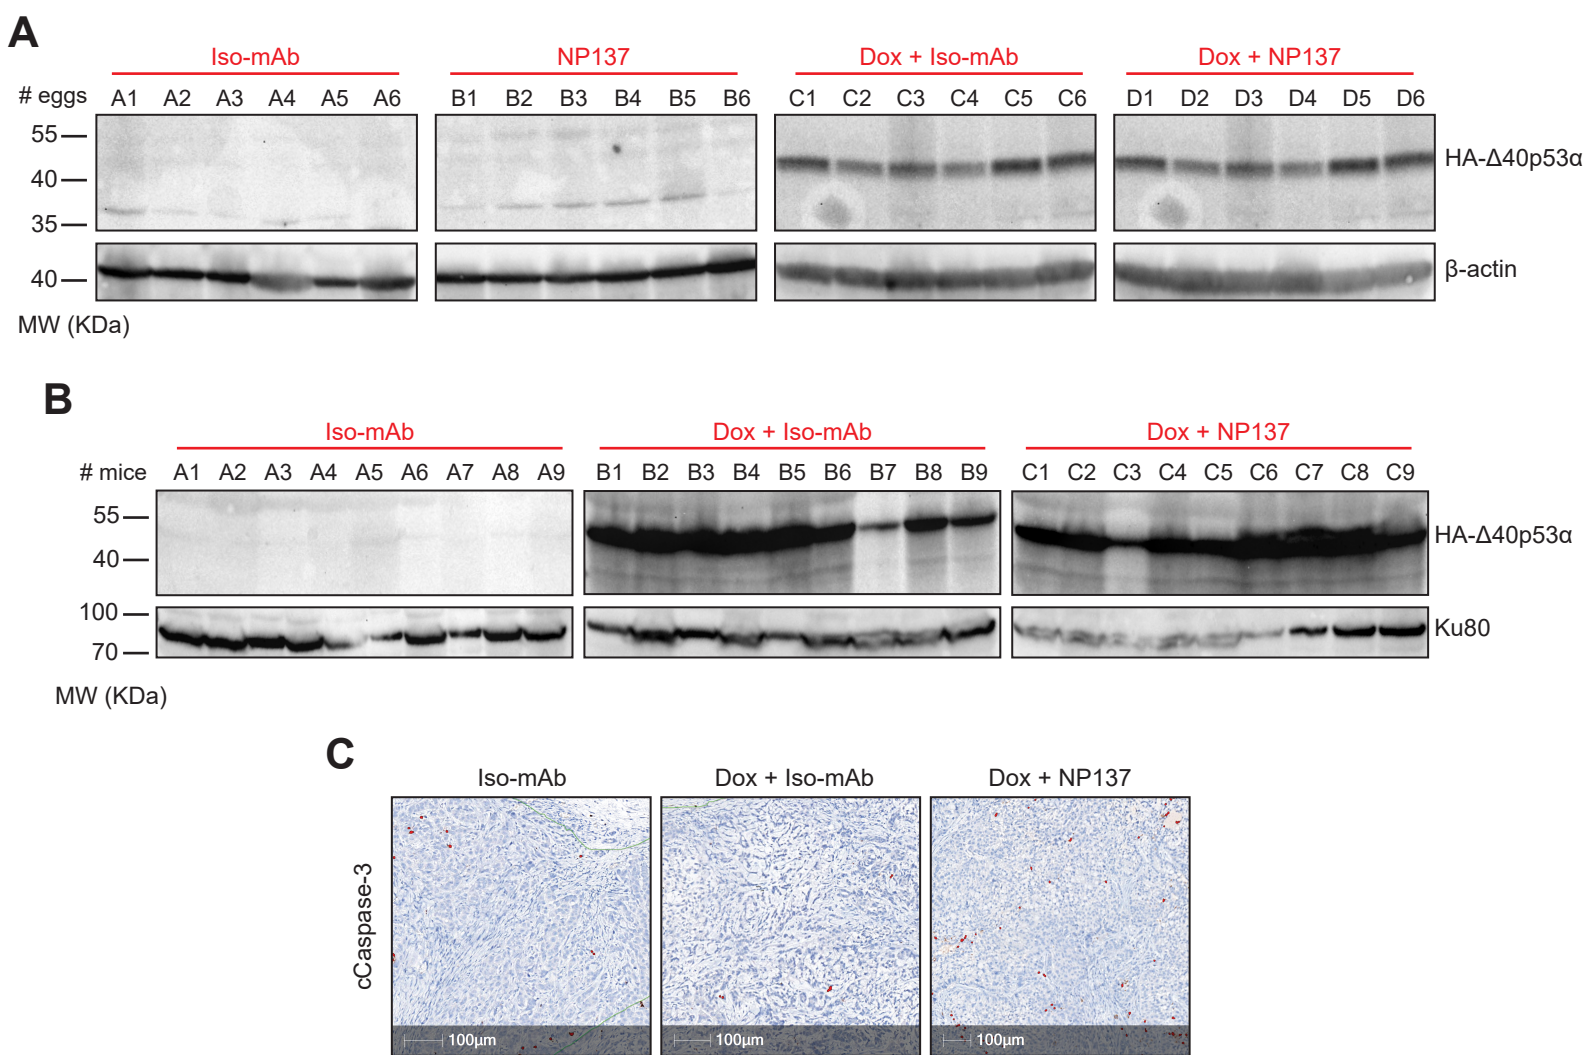 A
Iso-mAb NP137 Dox + Iso-mAb Dox + NP137
# eggs A1 A2 A3 A4 A5 A6 B1 B2 B3 B4 B5 B6 C1 C2 C3 C4 C5 C6 D1 D2 D3 D4 D5 D6
55
40
35
HA-Δ40p53α
40
β-actin
MW (KDa)
B
Iso-mAb Dox + Iso-mAb Dox + NP137
# mice A1 A2 A3 A4 A5 A6 A7 A8 A9 B1 B2 B3 B4 B5 B6 B7 B8 B9 C1 C2 C3 C4 C5 C6 C7 C8 C9
55
40
HA-Δ40p53α
100
70
Ku80
MW (KDa)
C
Iso-mAb Dox + Iso-mAb Dox + NP137
cCaspase-3
100µm 100µm 100µm